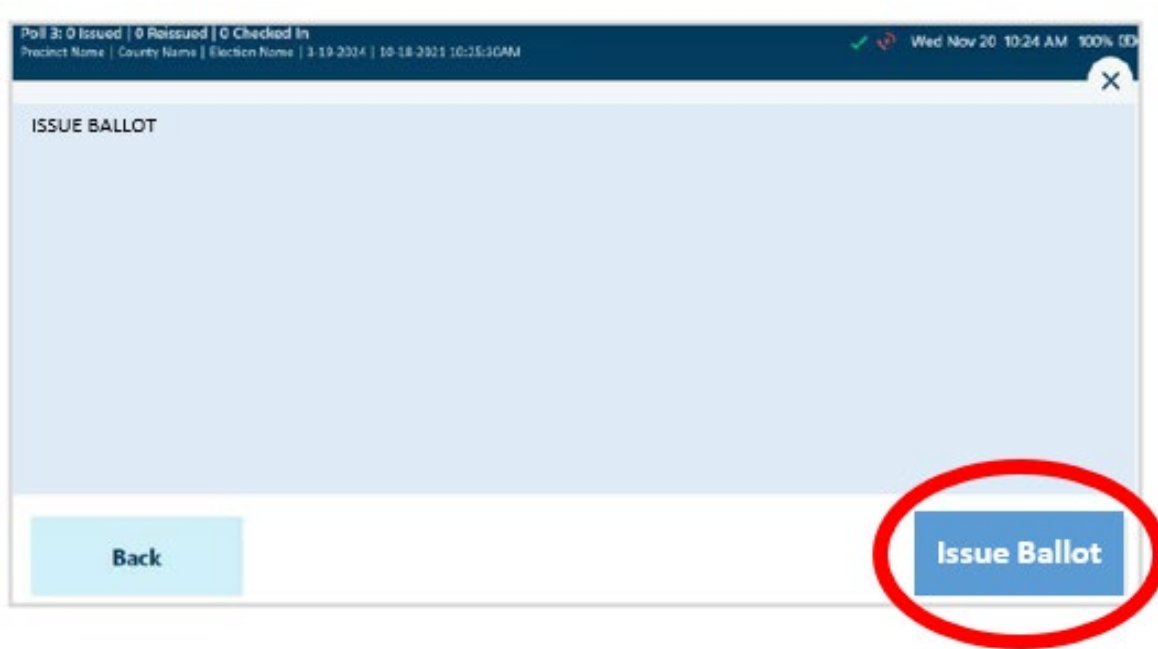 Poll 3: 0 Issued | 0 Reissued | 0 Checked In
Precinct Name | County Name | Election Name | 3-19-2024 | 10-18-2021 10:25:30AM
Wed Nov 20 10:24 AM 100%
ISSUE BALLOT
Back
Issue Ballot